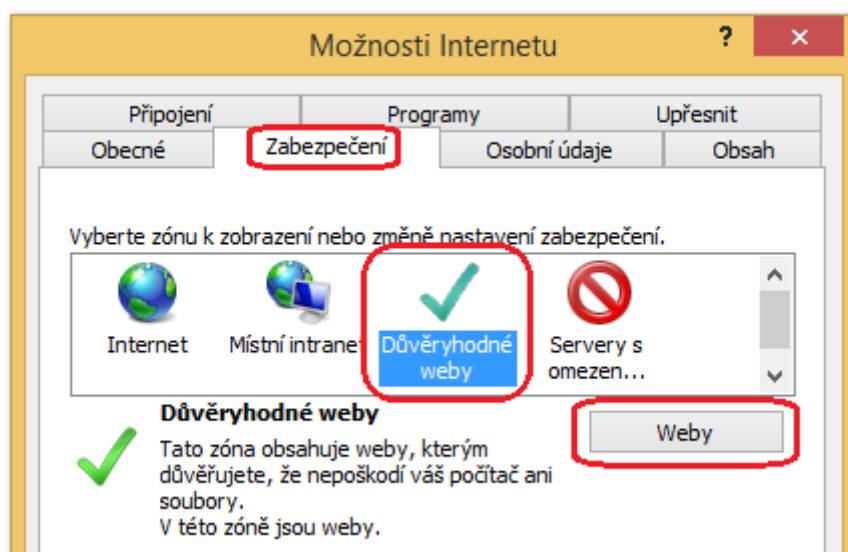 Možnosti Internetu
?
Připojení Programy Upřesnit
Obecné Zabezpečení Osobní údaje Obsah
Vyberte zónu k zobrazení nebo změně nastavení zabezpečení.
Internet Místní intranet Důvěryhodné weby Servery s omezen...
Důvěryhodné weby
Weby
Tato zóna obsahuje weby, kterým
důvěřujete, že nepoškodí váš počítač ani
soubory.
V této zóně jsou weby.